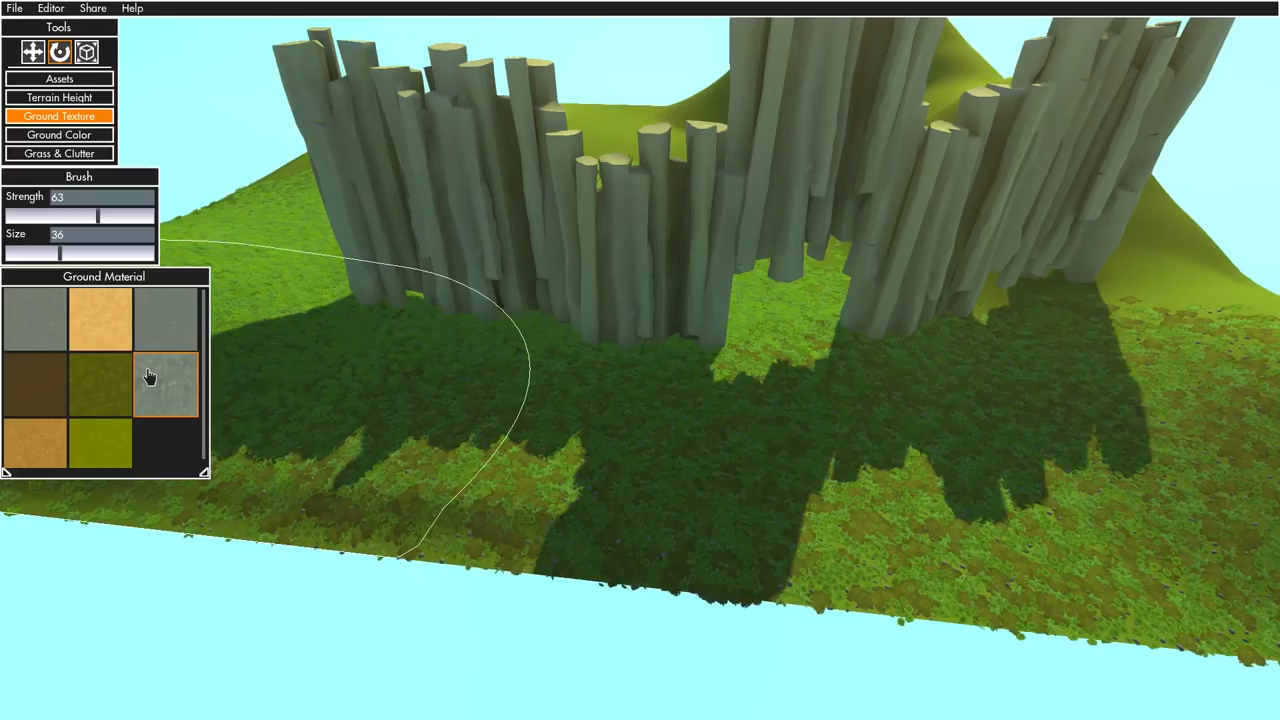 File Editor Share Help
Tools
Assets
Terrain Height
Ground Texture
Ground Color
Grass & Clutter
Brush
Strength 63
Size 36
Ground Material